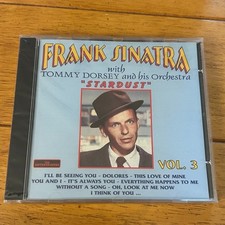 FRANK SINATRA
with
TOMMY DORSEY and his Orchestra
"STARDUST"
VOL. 3
I'LL BE SEEING YOU - DOLORES - THIS LOVE OF MINE
YOU AND I - IT'S ALWAYS YOU - EVERYTHING HAPPENS TO ME
WITHOUT A SONG - OH, LOOK AT ME NOW
I THINK OF YOU ...